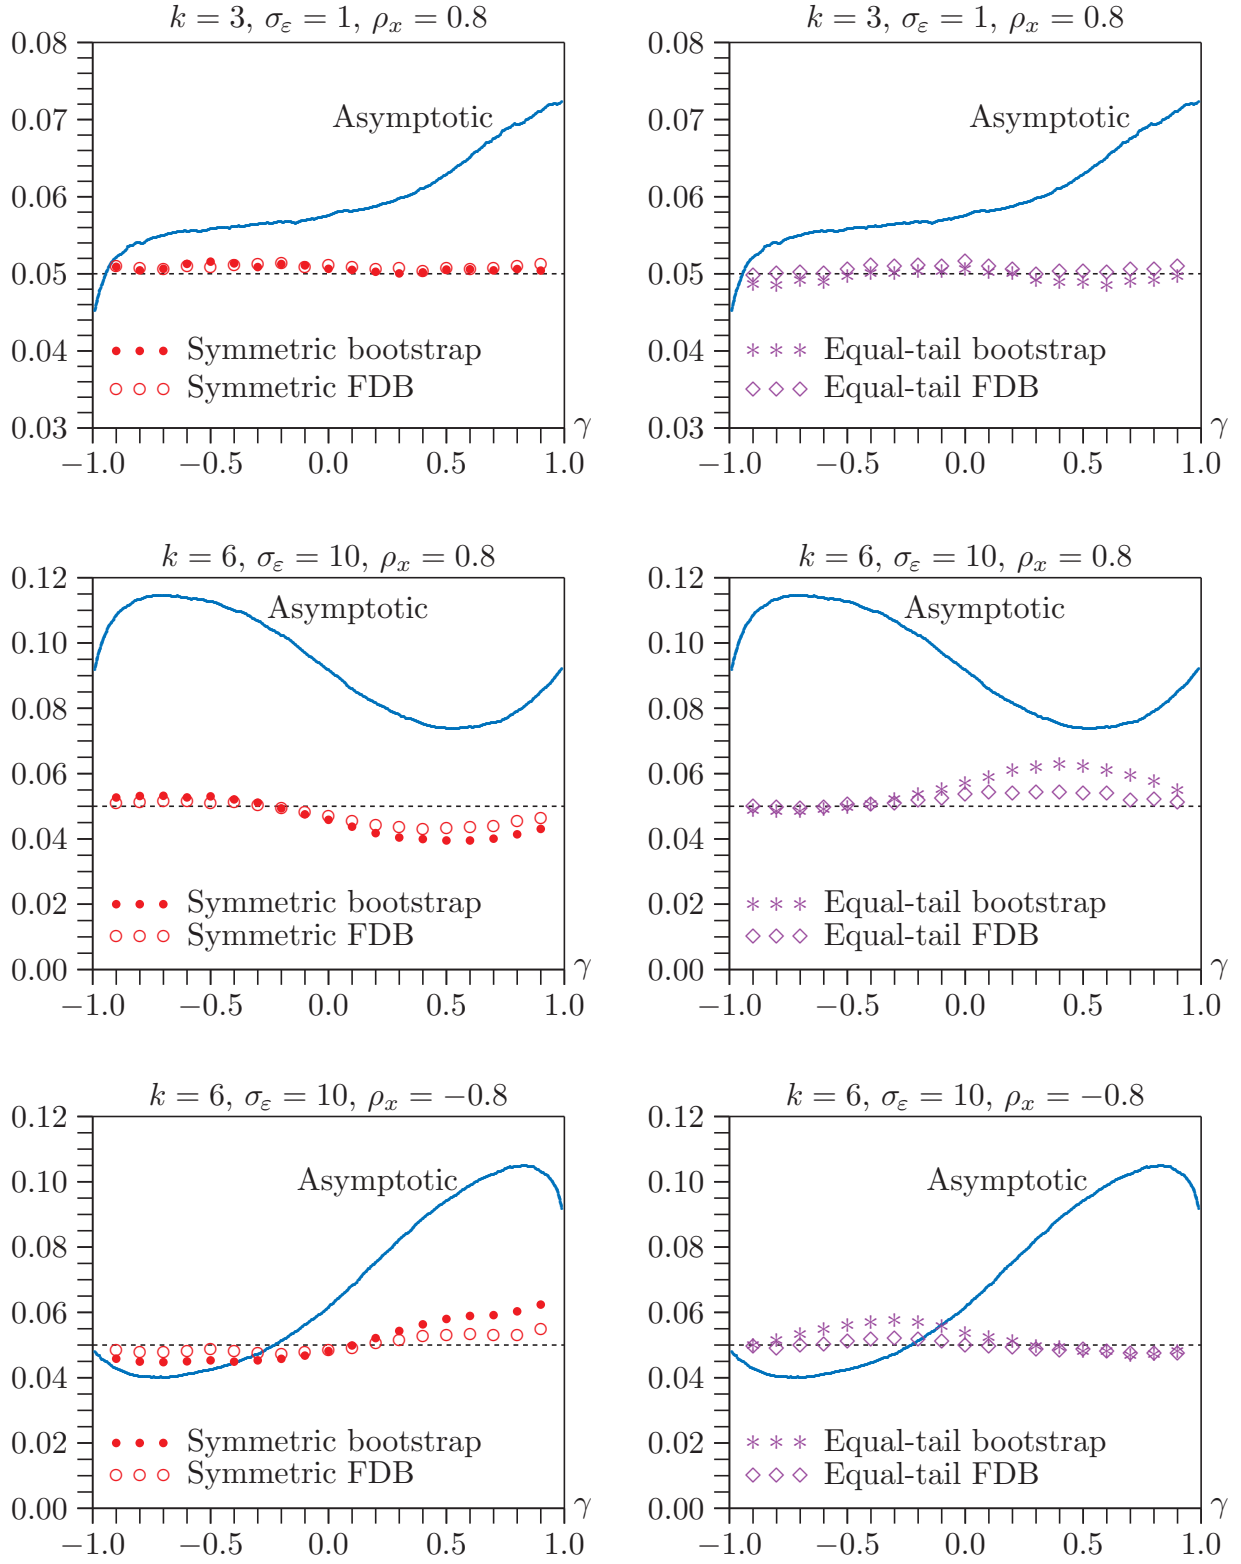 k = 3, σ_ε = 1, ρ_x = 0.8
0.08
0.07
0.06
0.05
0.04
0.03
Asymptotic
Symmetric bootstrap
Symmetric FDB
γ
−1.0 −0.5 0.0 0.5 1.0
k = 3, σ_ε = 1, ρ_x = 0.8
0.08
0.07
0.06
0.05
0.04
0.03
Asymptotic
Equal-tail bootstrap
Equal-tail FDB
γ
−1.0 −0.5 0.0 0.5 1.0
k = 6, σ_ε = 10, ρ_x = 0.8
0.12
0.10
0.08
0.06
0.04
0.02
0.00
Asymptotic
Symmetric bootstrap
Symmetric FDB
γ
−1.0 −0.5 0.0 0.5 1.0
k = 6, σ_ε = 10, ρ_x = 0.8
0.12
0.10
0.08
0.06
0.04
0.02
0.00
Asymptotic
Equal-tail bootstrap
Equal-tail FDB
γ
−1.0 −0.5 0.0 0.5 1.0
k = 6, σ_ε = 10, ρ_x = −0.8
0.12
0.10
0.08
0.06
0.04
0.02
0.00
Asymptotic
Symmetric bootstrap
Symmetric FDB
γ
−1.0 −0.5 0.0 0.5 1.0
k = 6, σ_ε = 10, ρ_x = −0.8
0.12
0.10
0.08
0.06
0.04
0.02
0.00
Asymptotic
Equal-tail bootstrap
Equal-tail FDB
γ
−1.0 −0.5 0.0 0.5 1.0